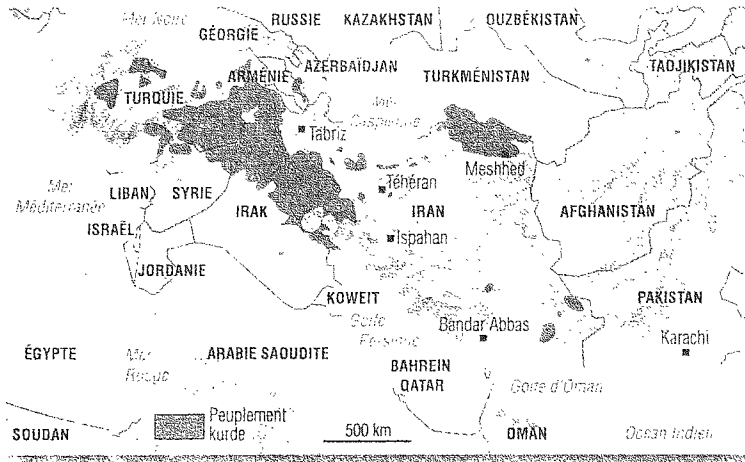 Mer Noire
RUSSIE
KAZAKHSTAN
OUZBÉKISTAN
GÉORGIE
ARMÉNIE
AZERBAÏDJAN
TURKMÉNISTAN
TADJIKISTAN
TURQUIE
Mer
Caspienne
Tabriz
Meshhed
Mer
Méditerranée
LIBAN
SYRIE
Téhéran
IRAK
IRAN
AFGHANISTAN
ISRAËL
Ispahan
JORDANIE
KOWEIT
PAKISTAN
Golfe
Persique
Bandar Abbas
Karachi
ÉGYPTE
Mer
Rouge
ARABIE SAOUDITE
BAHREIN
QATAR
Golfe d'Oman
Peuplement
kurde
500 km
SOUDAN
OMAN
Océan Indien